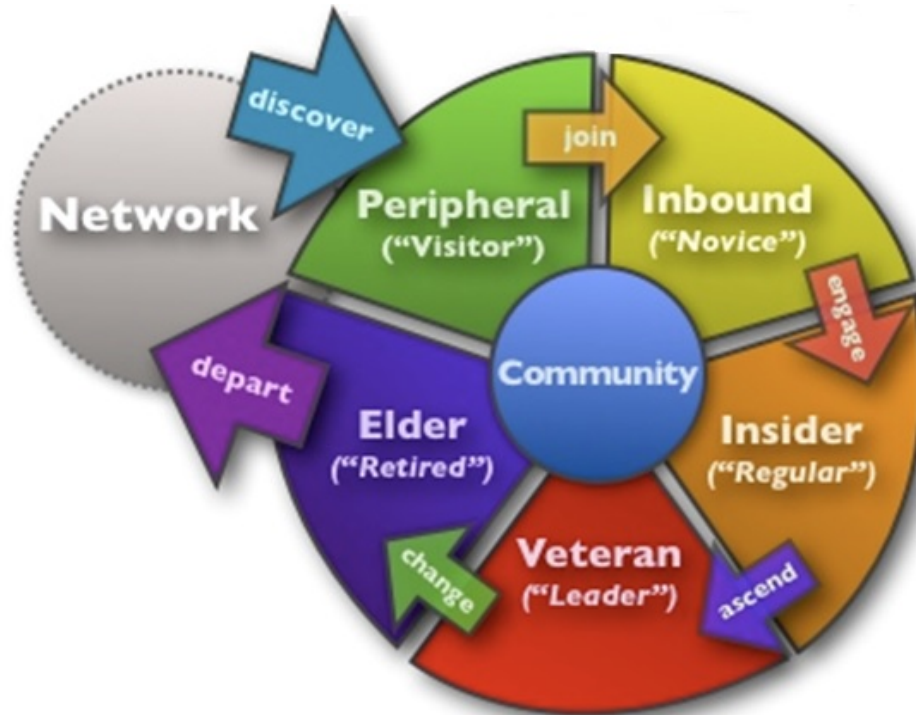 discover
Network
Peripheral
(“Visitor”)
join
Inbound
(“Novice”)
engage
Community
Insider
(“Regular”)
ascend
Veteran
(“Leader”)
change
Elder
(“Retired”)
depart